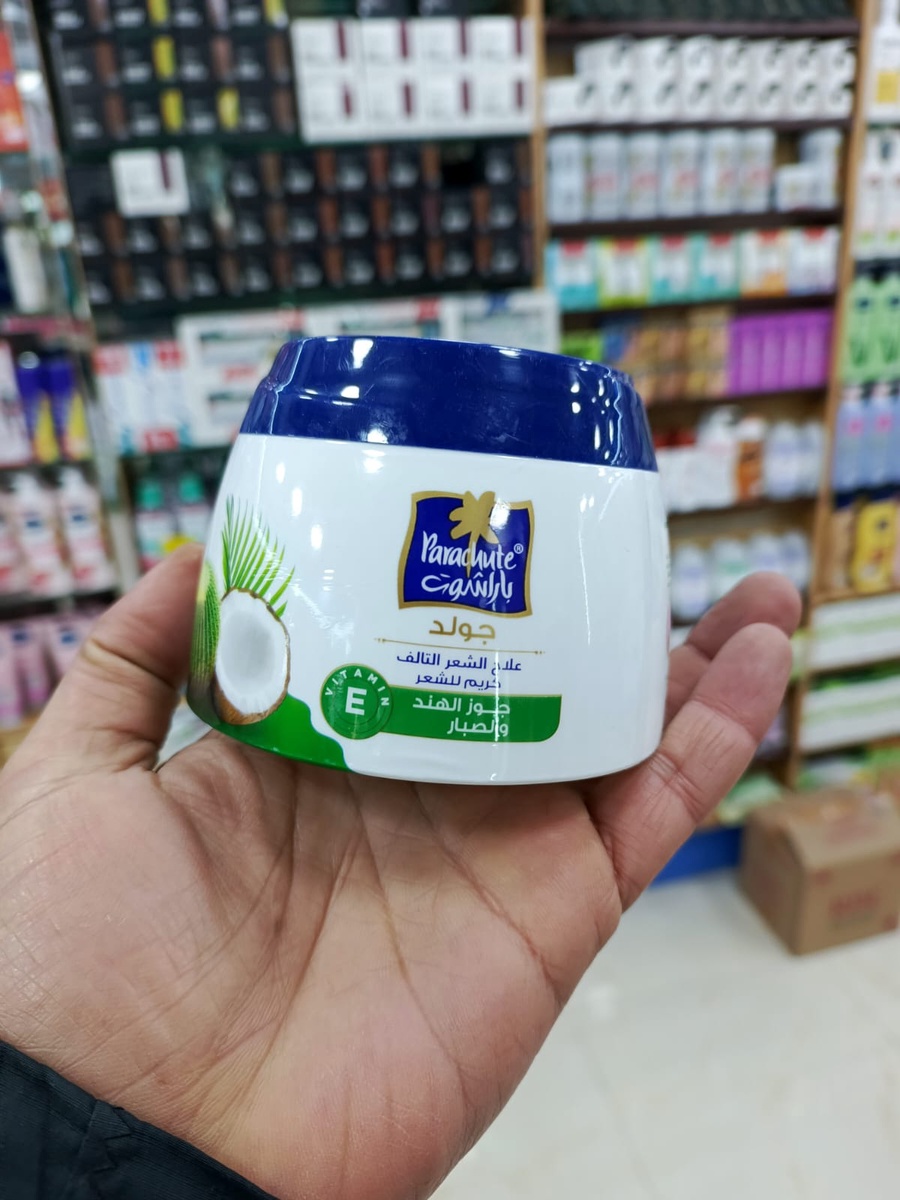 Parachute®
باراشوت
جولد
علاج الشعر التالف
كريم للشعر
VITAMIN
E
جوز الهند
والصبار